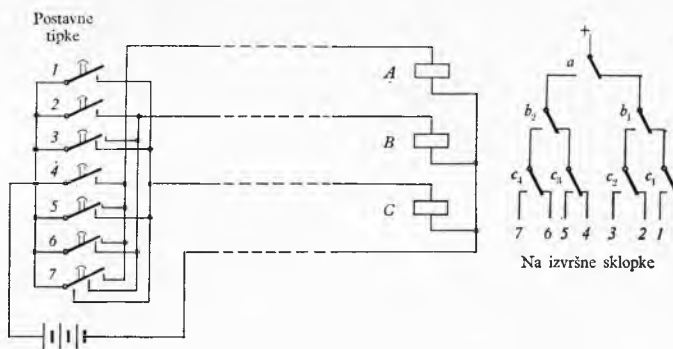 Postavne
tipke
1
2
3
4
5
6
7
A
B
C
+
a
b2
b1
c4
c3
c2
c1
7 6 5 4 3 2 1
Na izvršne sklopke